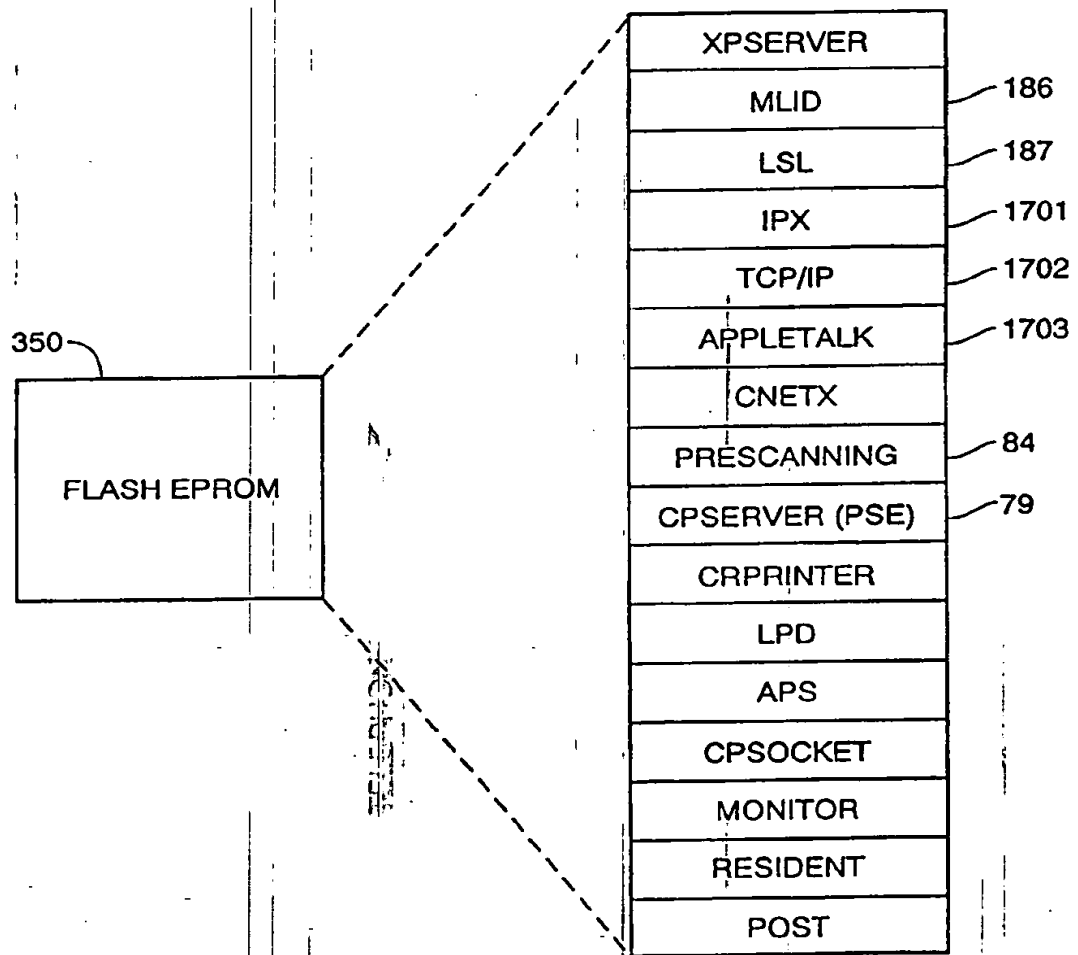 XPSERVER
MLID
186
LSL
187
IPX
1701
TCP/IP
1702
APPLETALK
1703
350
CNETX
PRESCANNING
84
FLASH EPROM
CPSERVER (PSE)
79
CRPRINTER
LPD
APS
CPSOCKET
MONITOR
RESIDENT
POST